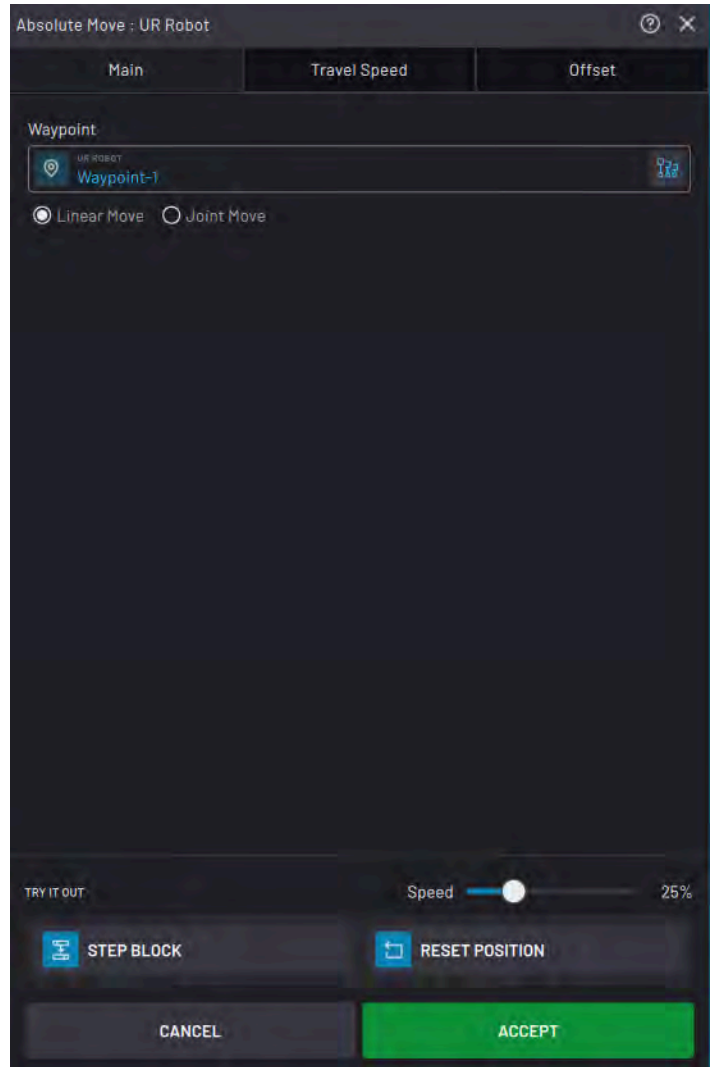 Absolute Move : UR Robot
Main Travel Speed Offset
Waypoint
UR ROBOT
Waypoint-1
Linear Move Joint Move
TRY IT OUT Speed 25%
STEP BLOCK RESET POSITION
CANCEL ACCEPT